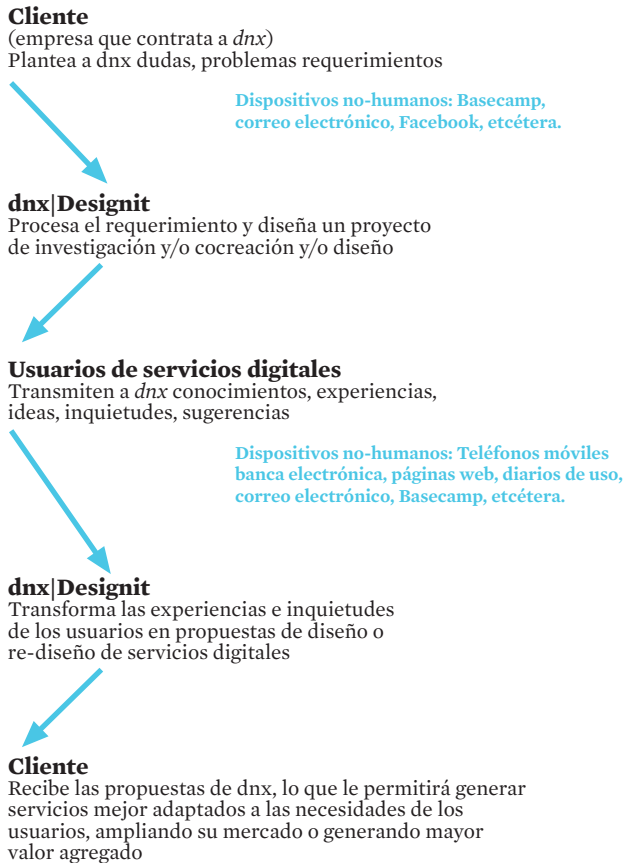 Cliente
(empresa que contrata a dnx)
Plantea a dnx dudas, problemas requerimientos
Dispositivos no-humanos: Basecamp,
correo electrónico, Facebook, etcétera.
dnx|Designit
Procesa el requerimiento y diseña un proyecto
de investigación y/o cocreación y/o diseño
Usuarios de servicios digitales
Transmiten a dnx conocimientos, experiencias,
ideas, inquietudes, sugerencias
Dispositivos no-humanos: Teléfonos móviles
banca electrónica, páginas web, diarios de uso,
correo electrónico, Basecamp, etcétera.
dnx|Designit
Transforma las experiencias e inquietudes
de los usuarios en propuestas de diseño o
re-diseño de servicios digitales
Cliente
Recibe las propuestas de dnx, lo que le permitirá generar
servicios mejor adaptados a las necesidades de los
usuarios, ampliando su mercado o generando mayor
valor agregado